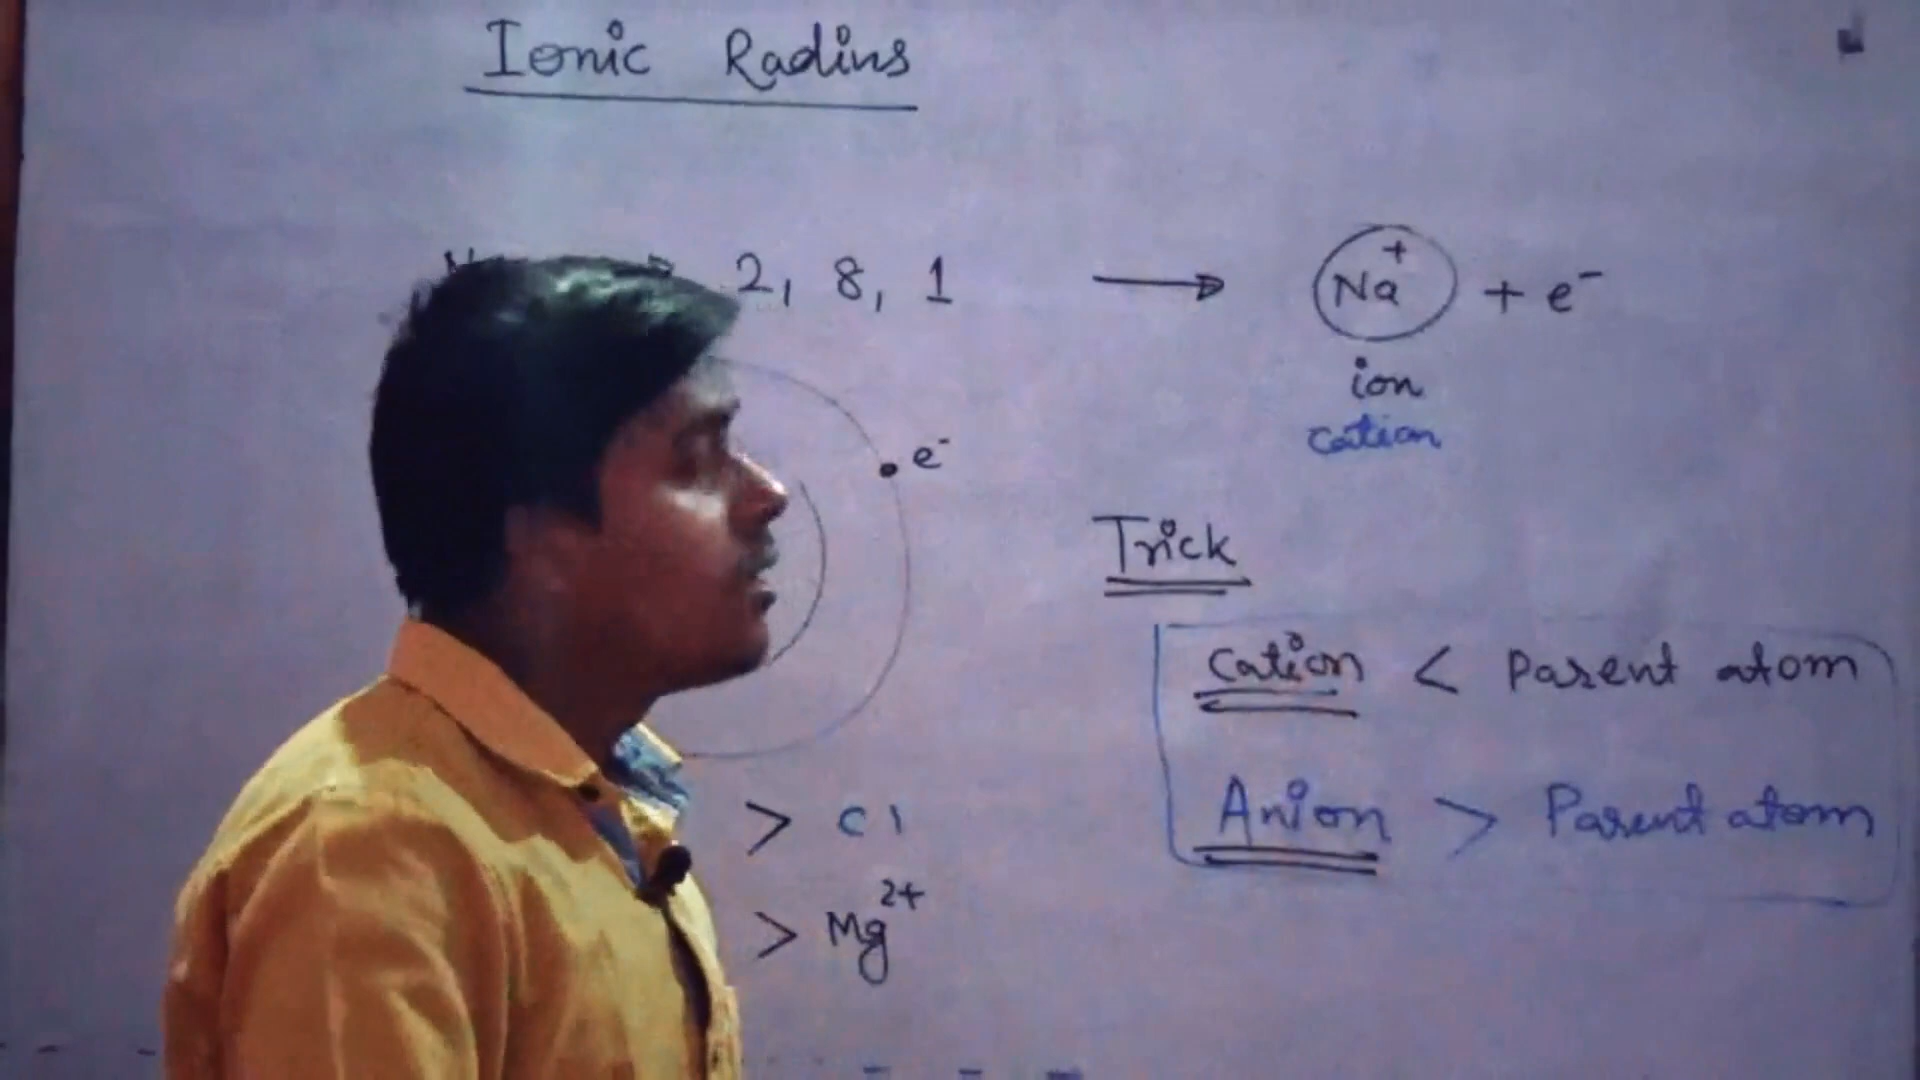 Ionic Radius
2, 8, 1 → Na⁺ + e⁻
ion
cation
e⁻
Trick
Cation < Parent atom
Anion > Parent atom
> Cl
> Mg²⁺